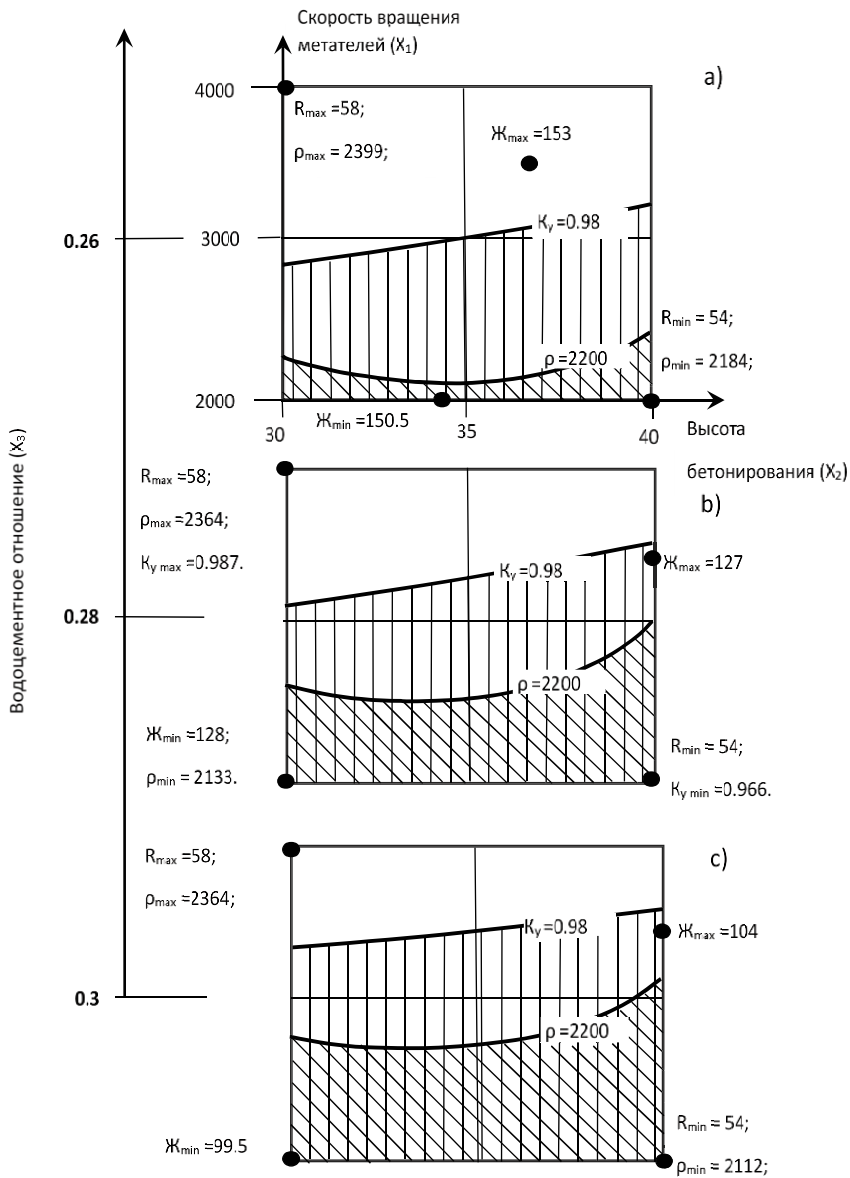 Скорость вращения
метателей (X₁)
a)
4000
Rmax =58;
ρmax = 2399;
Жmax =153
Kу =0.98
0.26
3000
Rmin = 54;
ρ =2200
ρmin = 2184;
2000
Жmin =150.5
30
35
40
Высота
бетонирования (X₂)
Водоцементное отношение (X₃)
b)
Rmax =58;
ρmax =2364;
Kу max =0.987.
Kу =0.98
Жmax =127
0.28
ρ =2200
Жmin =128;
ρmin = 2133.
Rmin = 54;
Kу min =0.966.
c)
Rmax =58;
ρmax =2364;
Kу=0.98
Жmax =104
0.3
ρ =2200
Жmin =99.5
Rmin = 54;
ρmin = 2112;